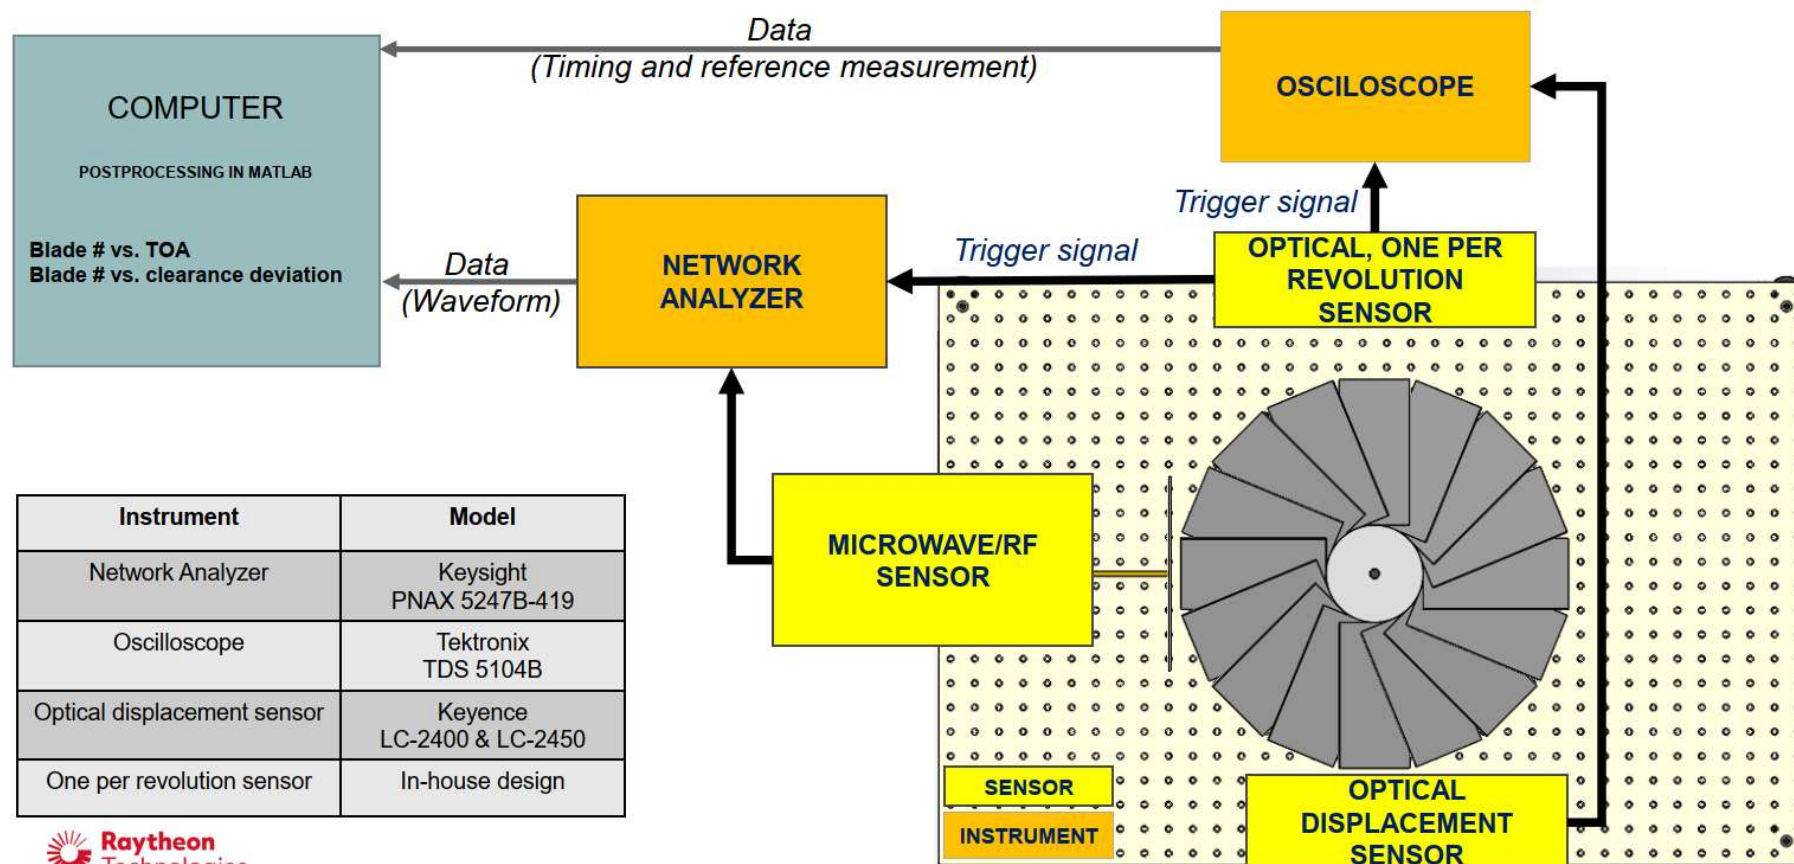 Data
(Timing and reference measurement)
COMPUTER
POSTPROCESSING IN MATLAB
Blade # vs. TOA
Blade # vs. clearance deviation
OSCILOSCOPE
Trigger signal
Trigger signal
Data
(Waveform)
NETWORK
ANALYZER
OPTICAL, ONE PER
REVOLUTION
SENSOR
MICROWAVE/RF
SENSOR
Instrument Model
Network Analyzer Keysight
PNAX 5247B-419
Oscilloscope Tektronix
TDS 5104B
Optical displacement sensor Keyence
LC-2400 & LC-2450
One per revolution sensor In-house design
SENSOR
INSTRUMENT
OPTICAL
DISPLACEMENT
SENSOR
Raytheon
Technologies